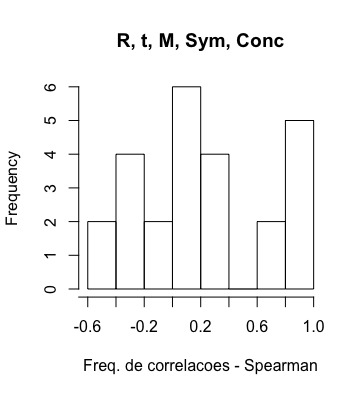 R, t, M, Sym, Conc
6
5
4
3
2
1
0
Frequency
-0.6 -0.2 0.2 0.6 1.0
Freq. de correlacoes - Spearman